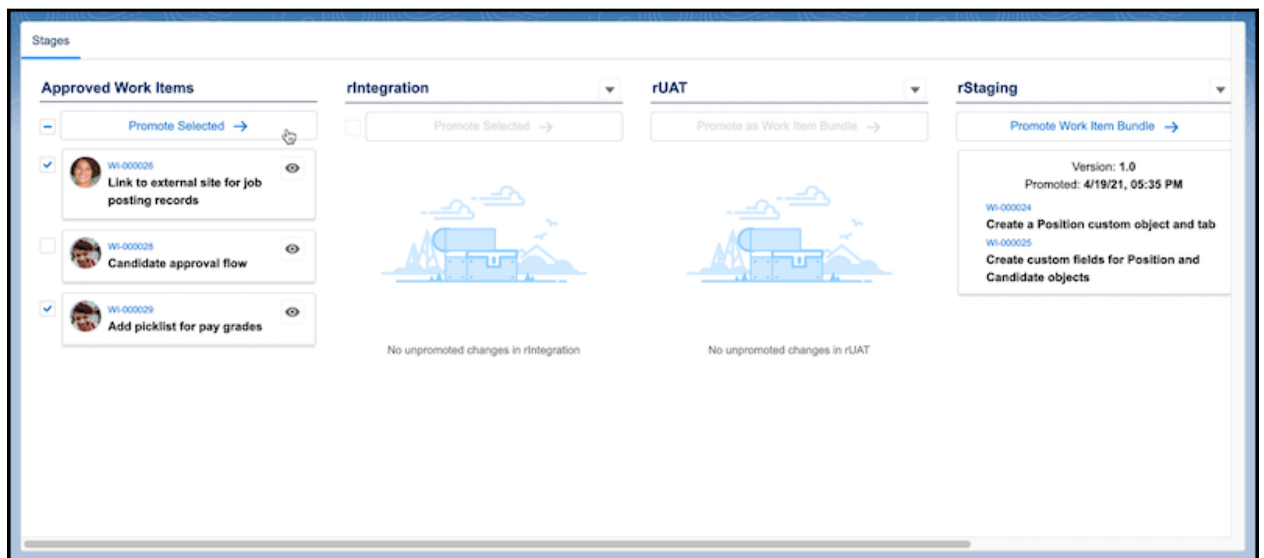 Stages
Approved Work Items
Promote Selected →
WI-000026
Link to external site for job
posting records
WI-000028
Candidate approval flow
WI-000029
Add picklist for pay grades
rIntegration
Promote Selected →
No unpromoted changes in rIntegration
rUAT
Promote as Work Item Bundle →
No unpromoted changes in rUAT
rStaging
Promote Work Item Bundle →
Version: 1.0
Promoted: 4/19/21, 05:35 PM
WI-000024
Create a Position custom object and tab
WI-000025
Create custom fields for Position and
Candidate objects